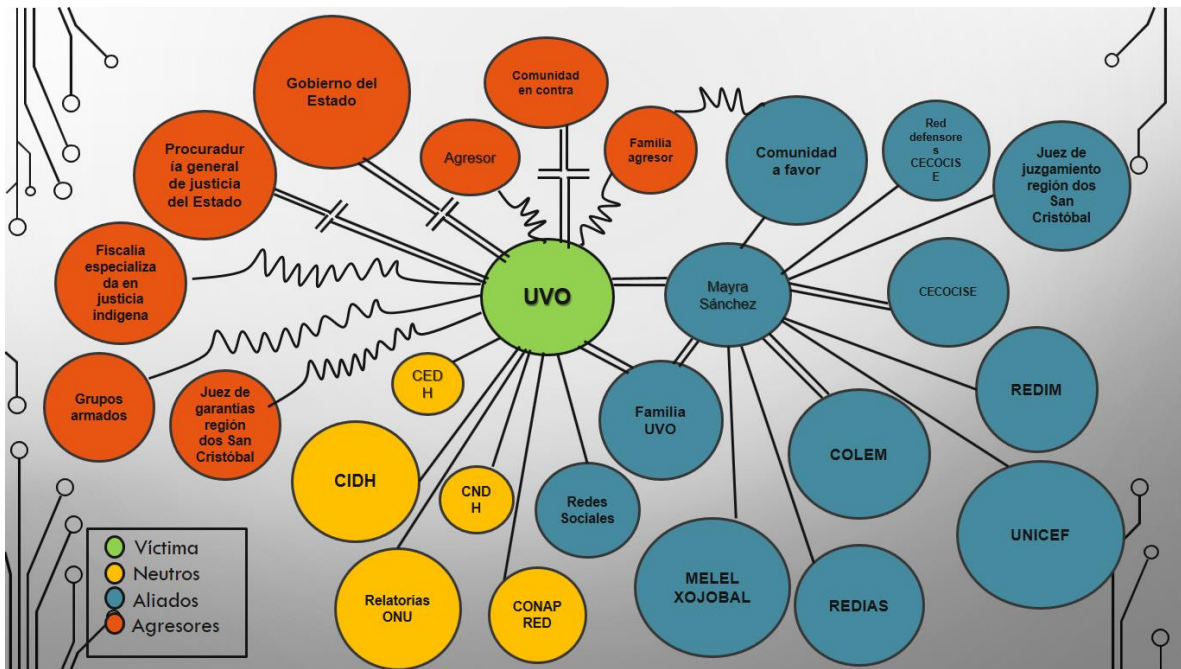 Gobierno del
Estado
Comunidad
en contra
Procuradur
ía general
de justicia
del Estado
Agresor
Familia
agresor
Comunidad
a favor
Red
defensore
s
CECOCIS
E
Juez de
juzgamiento
región dos
San
Cristóbal
Fiscalia
especializa
da en
justicia
indigena
UVO
Mayra
Sánchez
CECOCISE
Grupos
armados
Juez de
garantías
región
dos San
Cristóbal
CED
H
Familia
UVO
REDIM
CIDH
CND
H
Redes
Sociales
COLEM
UNICEF
Relatorías
ONU
CONAP
RED
MELEL
XOJOBAL
REDIAS
Víctima
Neutros
Aliados
Agresores